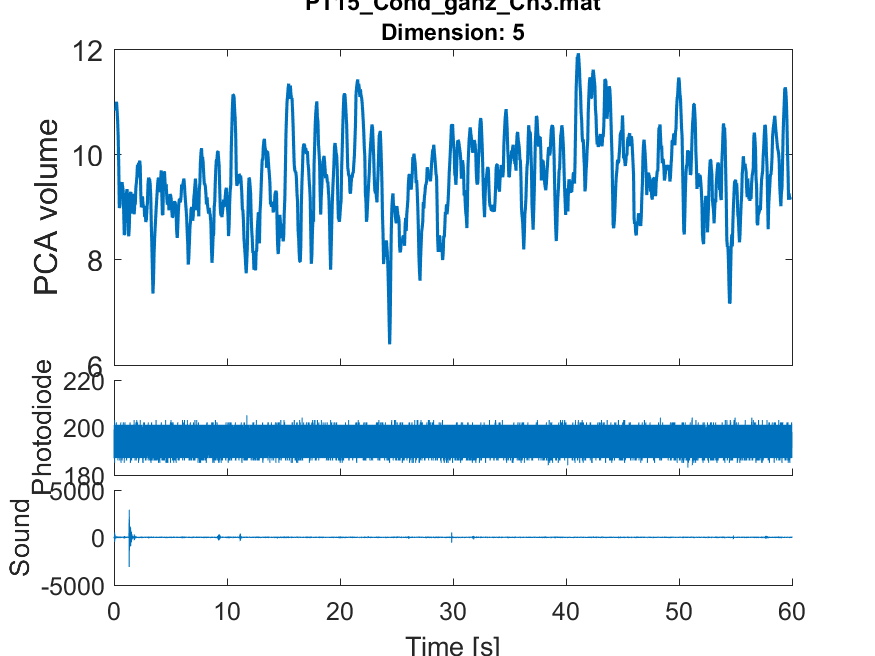 PT15_Cond_ganz_Ch3.mat
Dimension: 5
12
10
8
6
PCA volume
220
200
180
Photodiode
5000
0
-5000
Sound
0 10 20 30 40 50 60
Time [s]